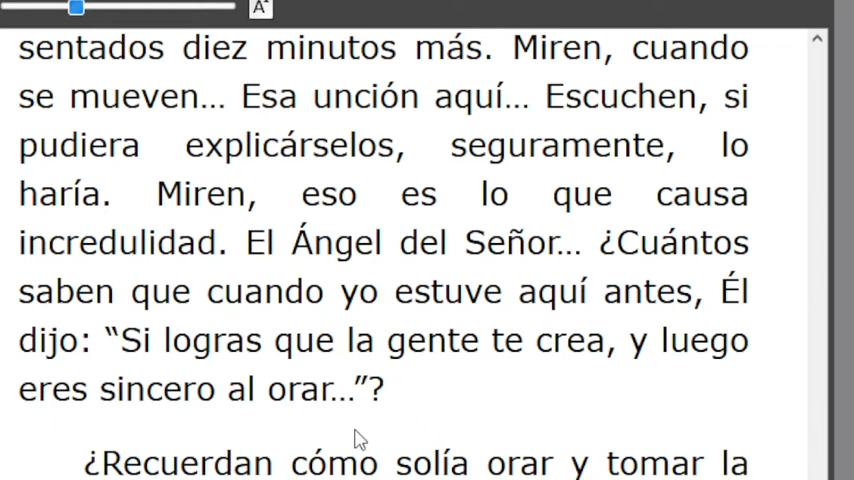 A^
sentados diez minutos más. Miren, cuando
se mueven... Esa unción aquí... Escuchen, si
pudiera explicárselos, seguramente, lo
haría. Miren, eso es lo que causa
incredulidad. El Ángel del Señor... ¿Cuántos
saben que cuando yo estuve aquí antes, Él
dijo: “Si logras que la gente te crea, y luego
eres sincero al orar...”?
¿Recuerdan cómo solía orar y tomar la